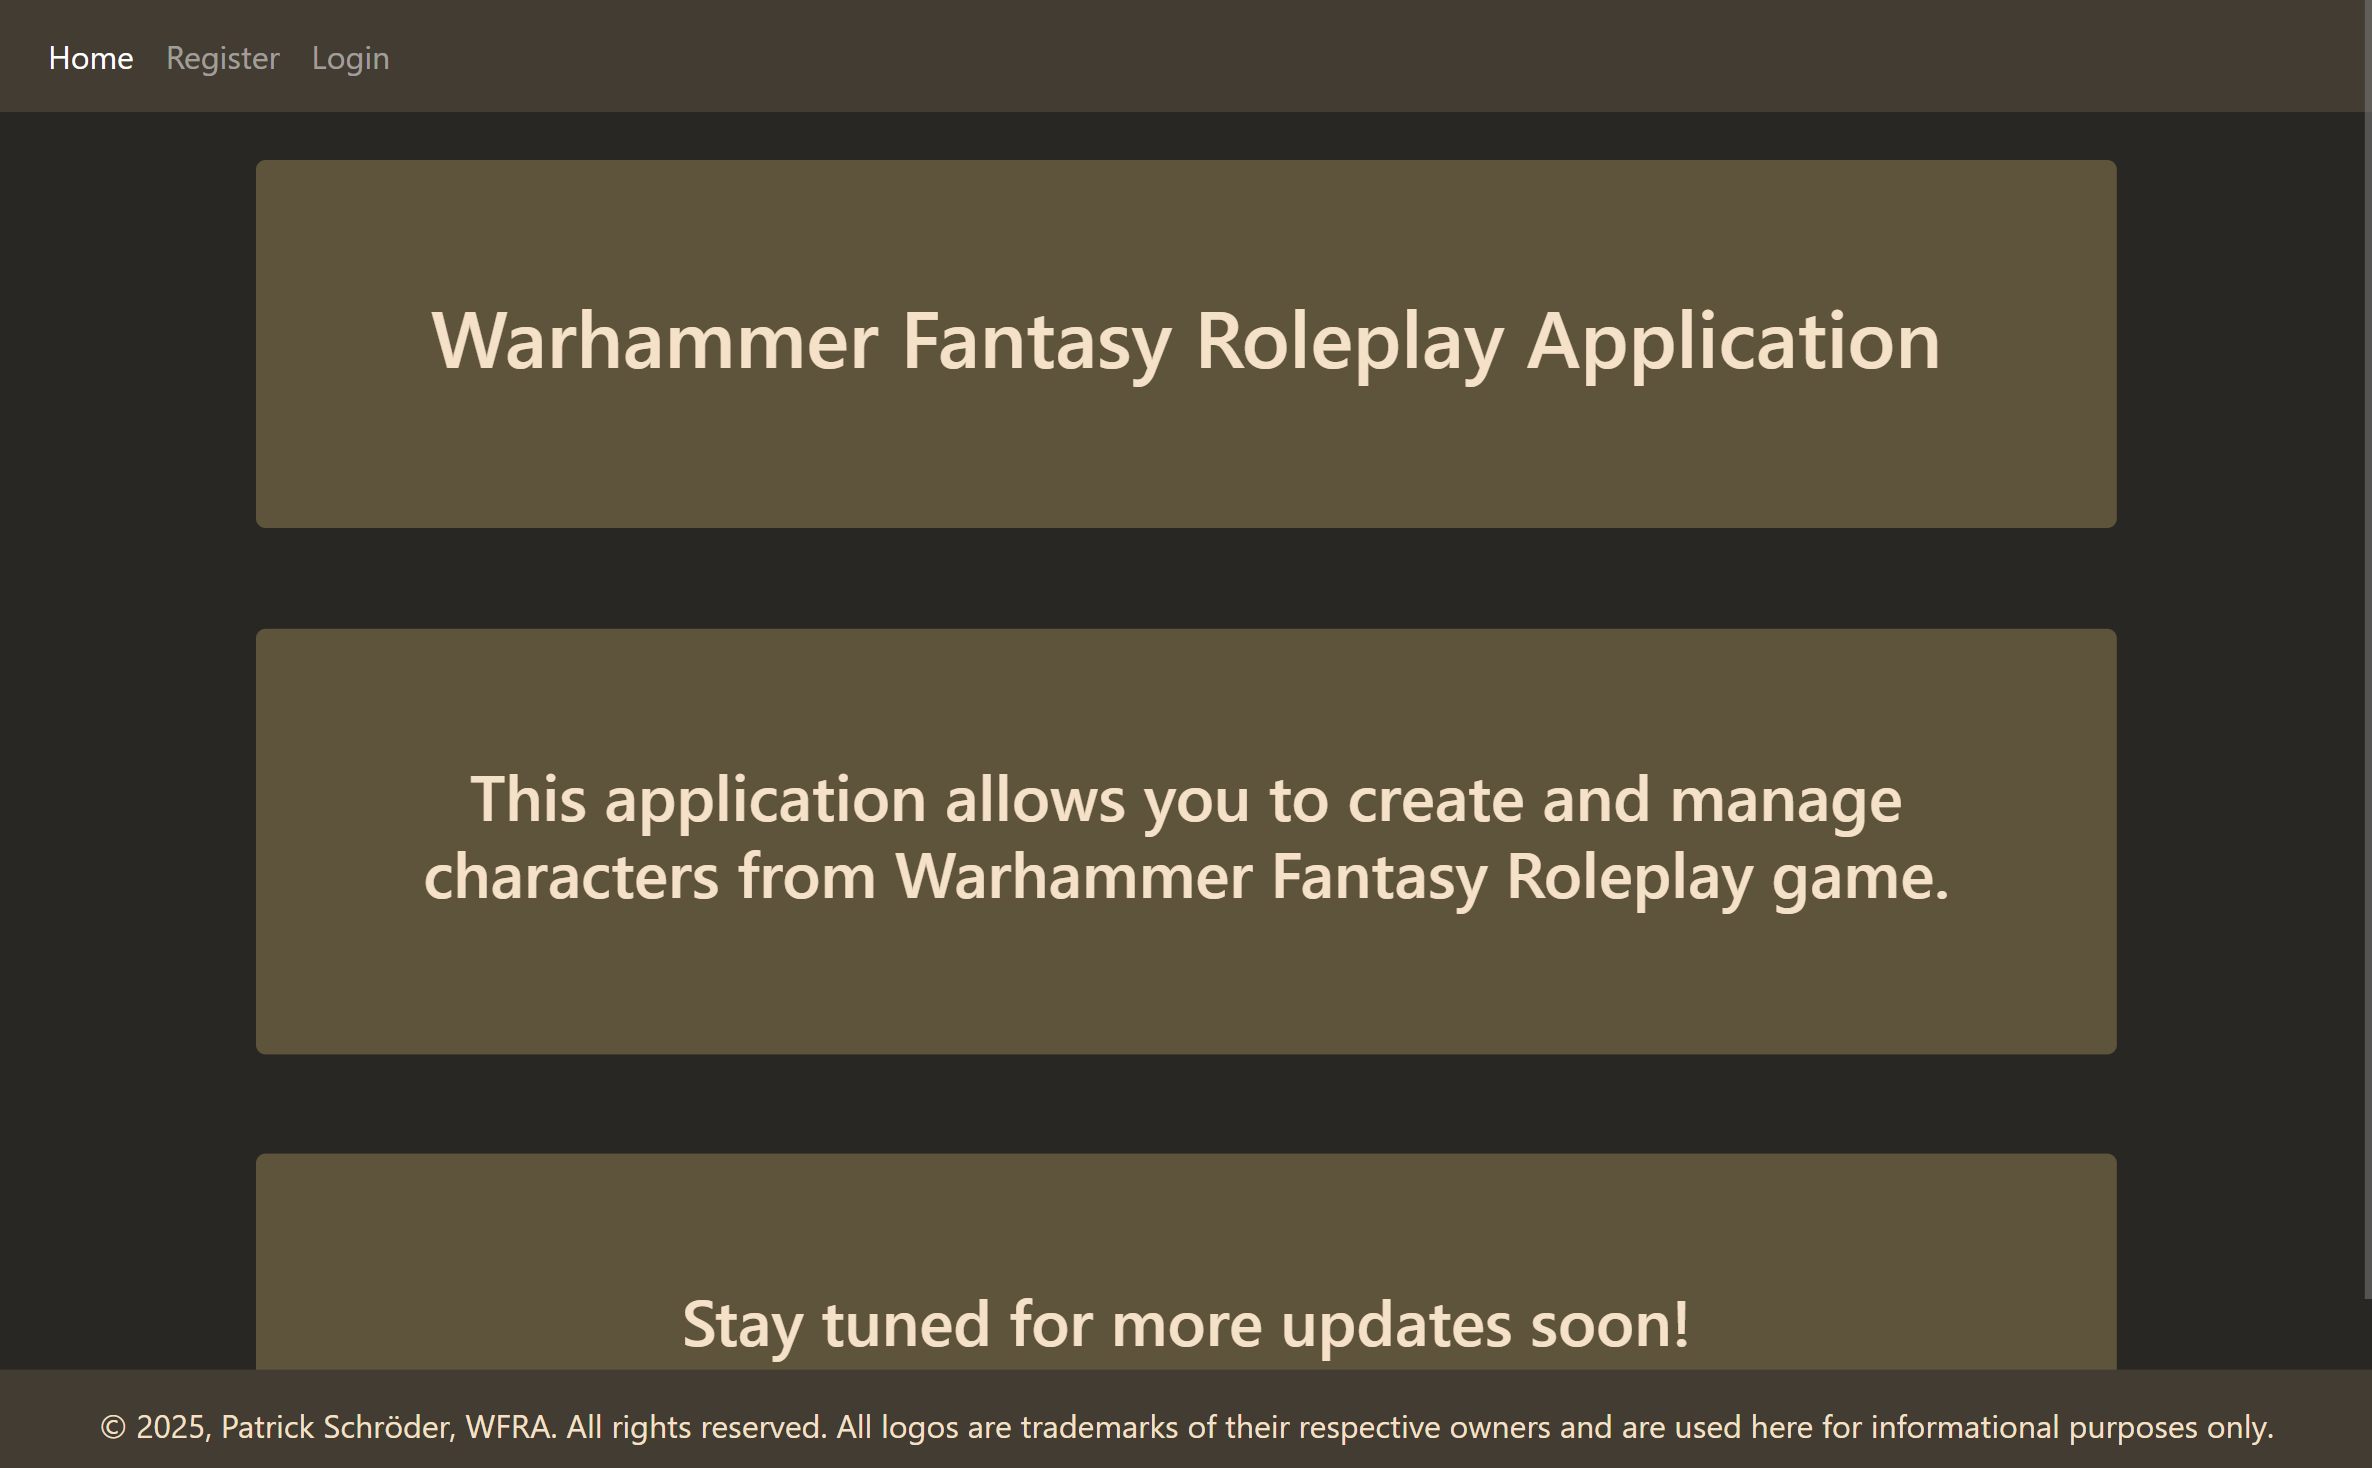 Home Register Login
Warhammer Fantasy Roleplay Application
This application allows you to create and manage
characters from Warhammer Fantasy Roleplay game.
Stay tuned for more updates soon!
© 2025, Patrick Schröder, WFRA. All rights reserved. All logos are trademarks of their respective owners and are used here for informational purposes only.